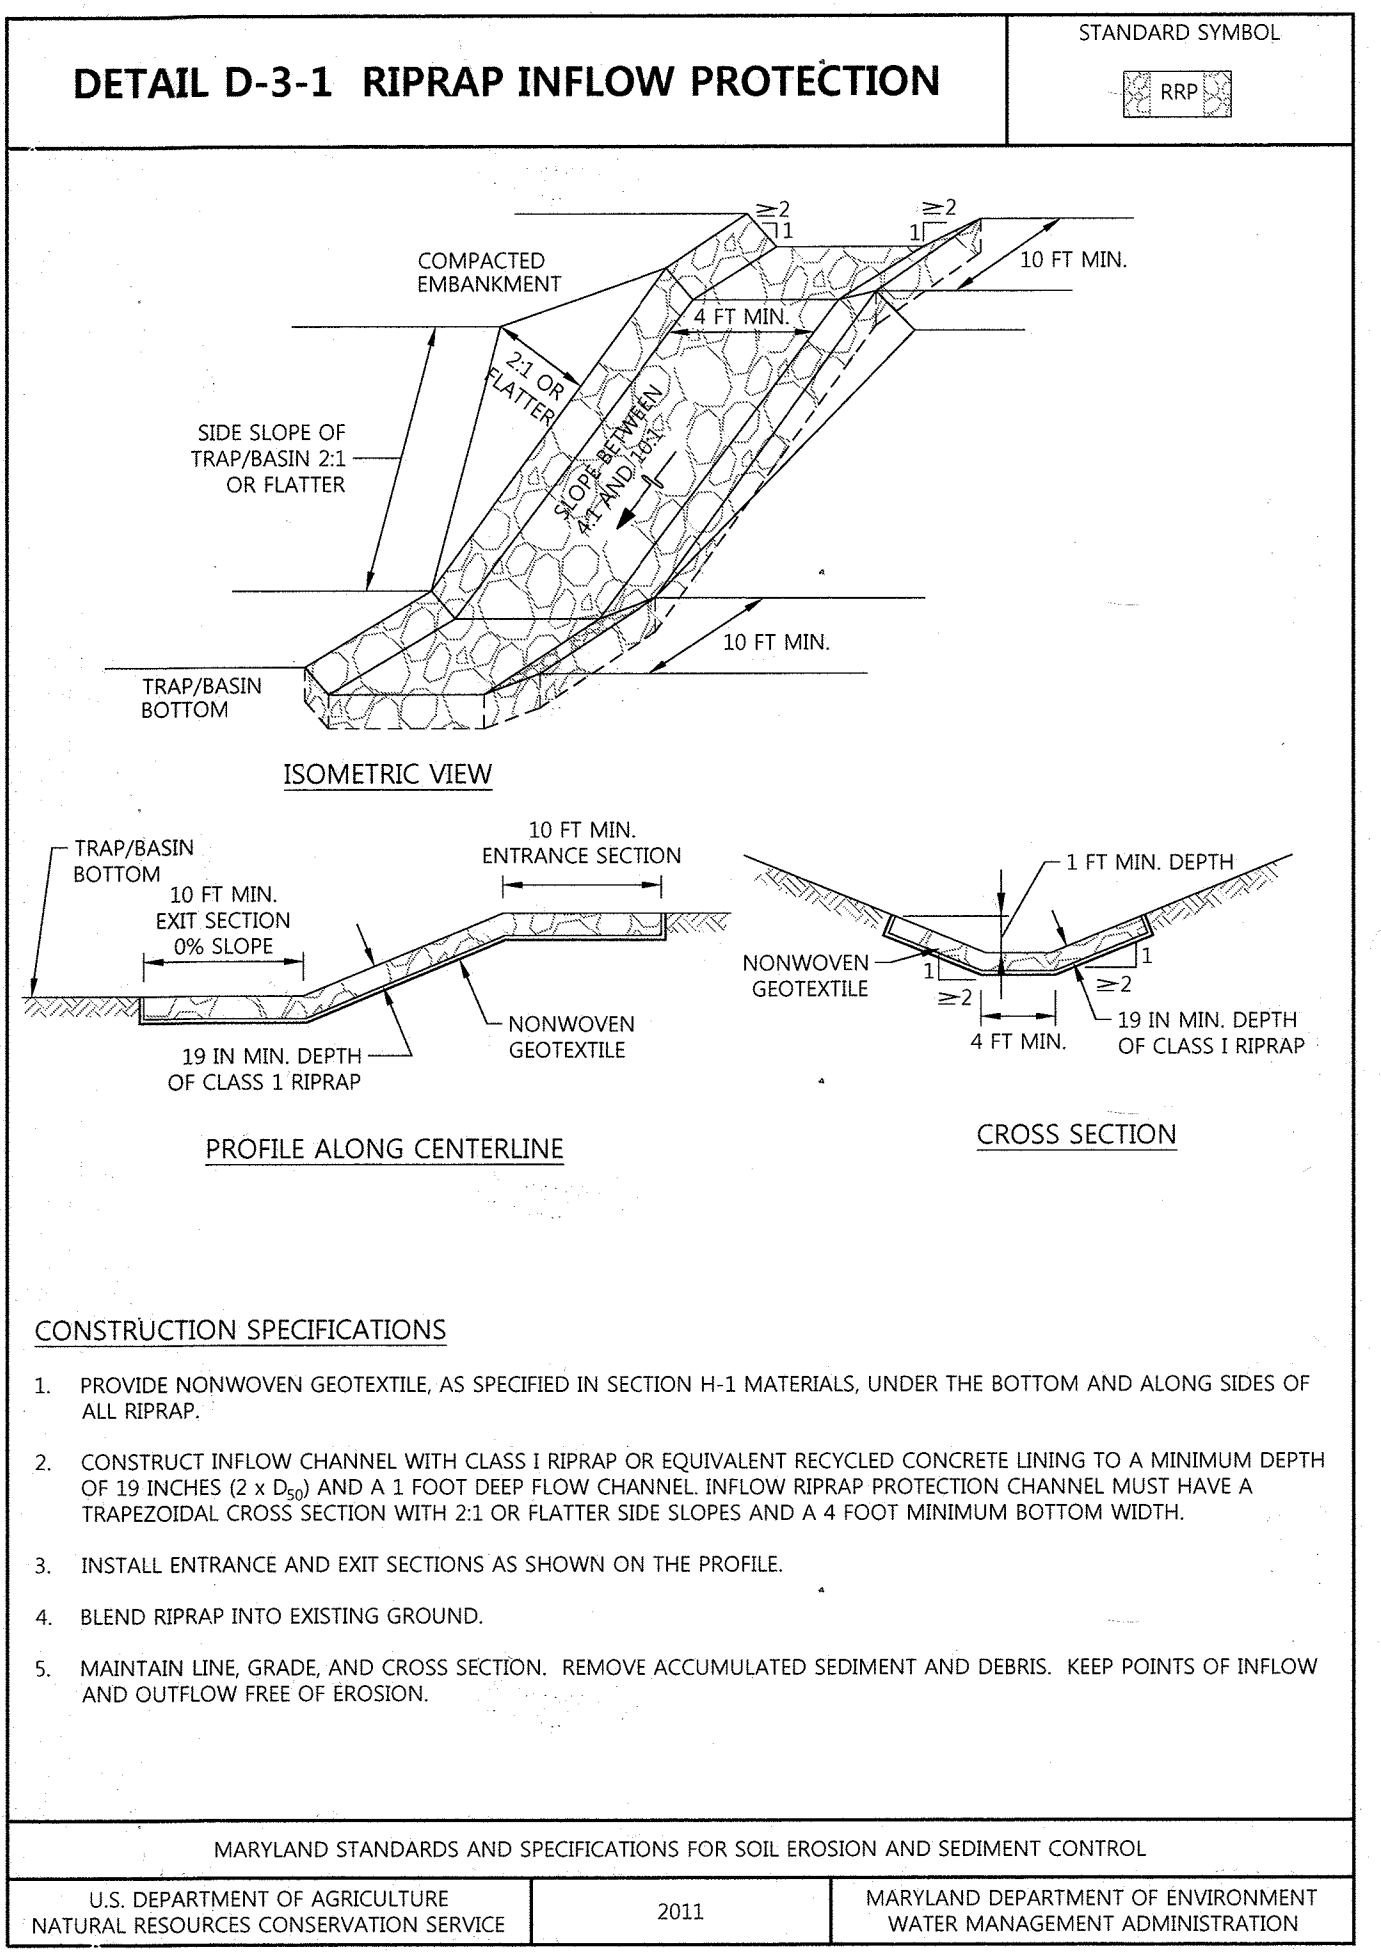 DETAIL D-3-1 RIPRAP INFLOW PROTECTION
STANDARD SYMBOL
RRP
≥2
1
≥2
1
10 FT MIN.
COMPACTED
EMBANKMENT
4 FT MIN.
2:1 OR
FLATTER
SLOPE BETWEEN
4:1 AND 10:1
SIDE SLOPE OF
TRAP/BASIN 2:1
OR FLATTER
10 FT MIN.
TRAP/BASIN
BOTTOM
ISOMETRIC VIEW
TRAP/BASIN
BOTTOM
10 FT MIN.
EXIT SECTION
0% SLOPE
10 FT MIN.
ENTRANCE SECTION
NONWOVEN
GEOTEXTILE
19 IN MIN. DEPTH
OF CLASS 1 RIPRAP
PROFILE ALONG CENTERLINE
1 FT MIN. DEPTH
NONWOVEN
GEOTEXTILE
1
≥2
1
≥2
4 FT MIN.
19 IN MIN. DEPTH
OF CLASS I RIPRAP
CROSS SECTION
CONSTRUCTION SPECIFICATIONS
1. PROVIDE NONWOVEN GEOTEXTILE, AS SPECIFIED IN SECTION H-1 MATERIALS, UNDER THE BOTTOM AND ALONG SIDES OF
ALL RIPRAP.
2. CONSTRUCT INFLOW CHANNEL WITH CLASS I RIPRAP OR EQUIVALENT RECYCLED CONCRETE LINING TO A MINIMUM DEPTH
OF 19 INCHES (2 x D50) AND A 1 FOOT DEEP FLOW CHANNEL. INFLOW RIPRAP PROTECTION CHANNEL MUST HAVE A
TRAPEZOIDAL CROSS SECTION WITH 2:1 OR FLATTER SIDE SLOPES AND A 4 FOOT MINIMUM BOTTOM WIDTH.
3. INSTALL ENTRANCE AND EXIT SECTIONS AS SHOWN ON THE PROFILE.
4. BLEND RIPRAP INTO EXISTING GROUND.
5. MAINTAIN LINE, GRADE, AND CROSS SECTION. REMOVE ACCUMULATED SEDIMENT AND DEBRIS. KEEP POINTS OF INFLOW
AND OUTFLOW FREE OF EROSION.
MARYLAND STANDARDS AND SPECIFICATIONS FOR SOIL EROSION AND SEDIMENT CONTROL
U.S. DEPARTMENT OF AGRICULTURE
NATURAL RESOURCES CONSERVATION SERVICE
2011
MARYLAND DEPARTMENT OF ENVIRONMENT
WATER MANAGEMENT ADMINISTRATION